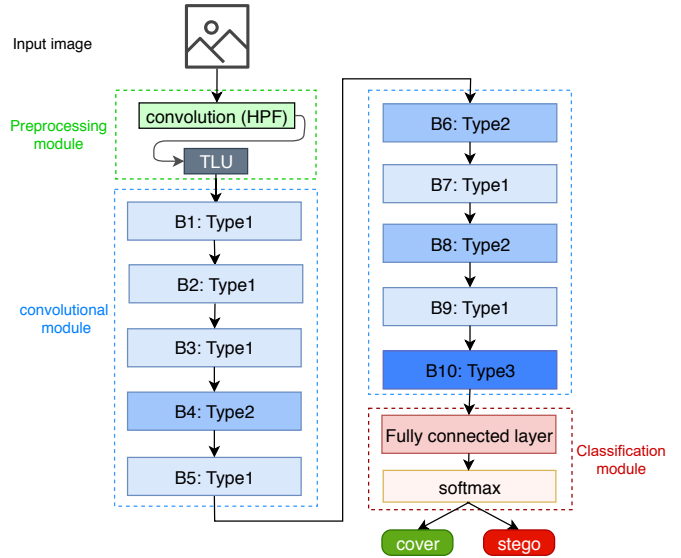 Input image
Preprocessing
module
convolution (HPF)
TLU
convolutional
module
B1: Type1
B2: Type1
B3: Type1
B4: Type2
B5: Type1
B6: Type2
B7: Type1
B8: Type2
B9: Type1
B10: Type3
Fully connected layer
softmax
Classification
module
cover
stego